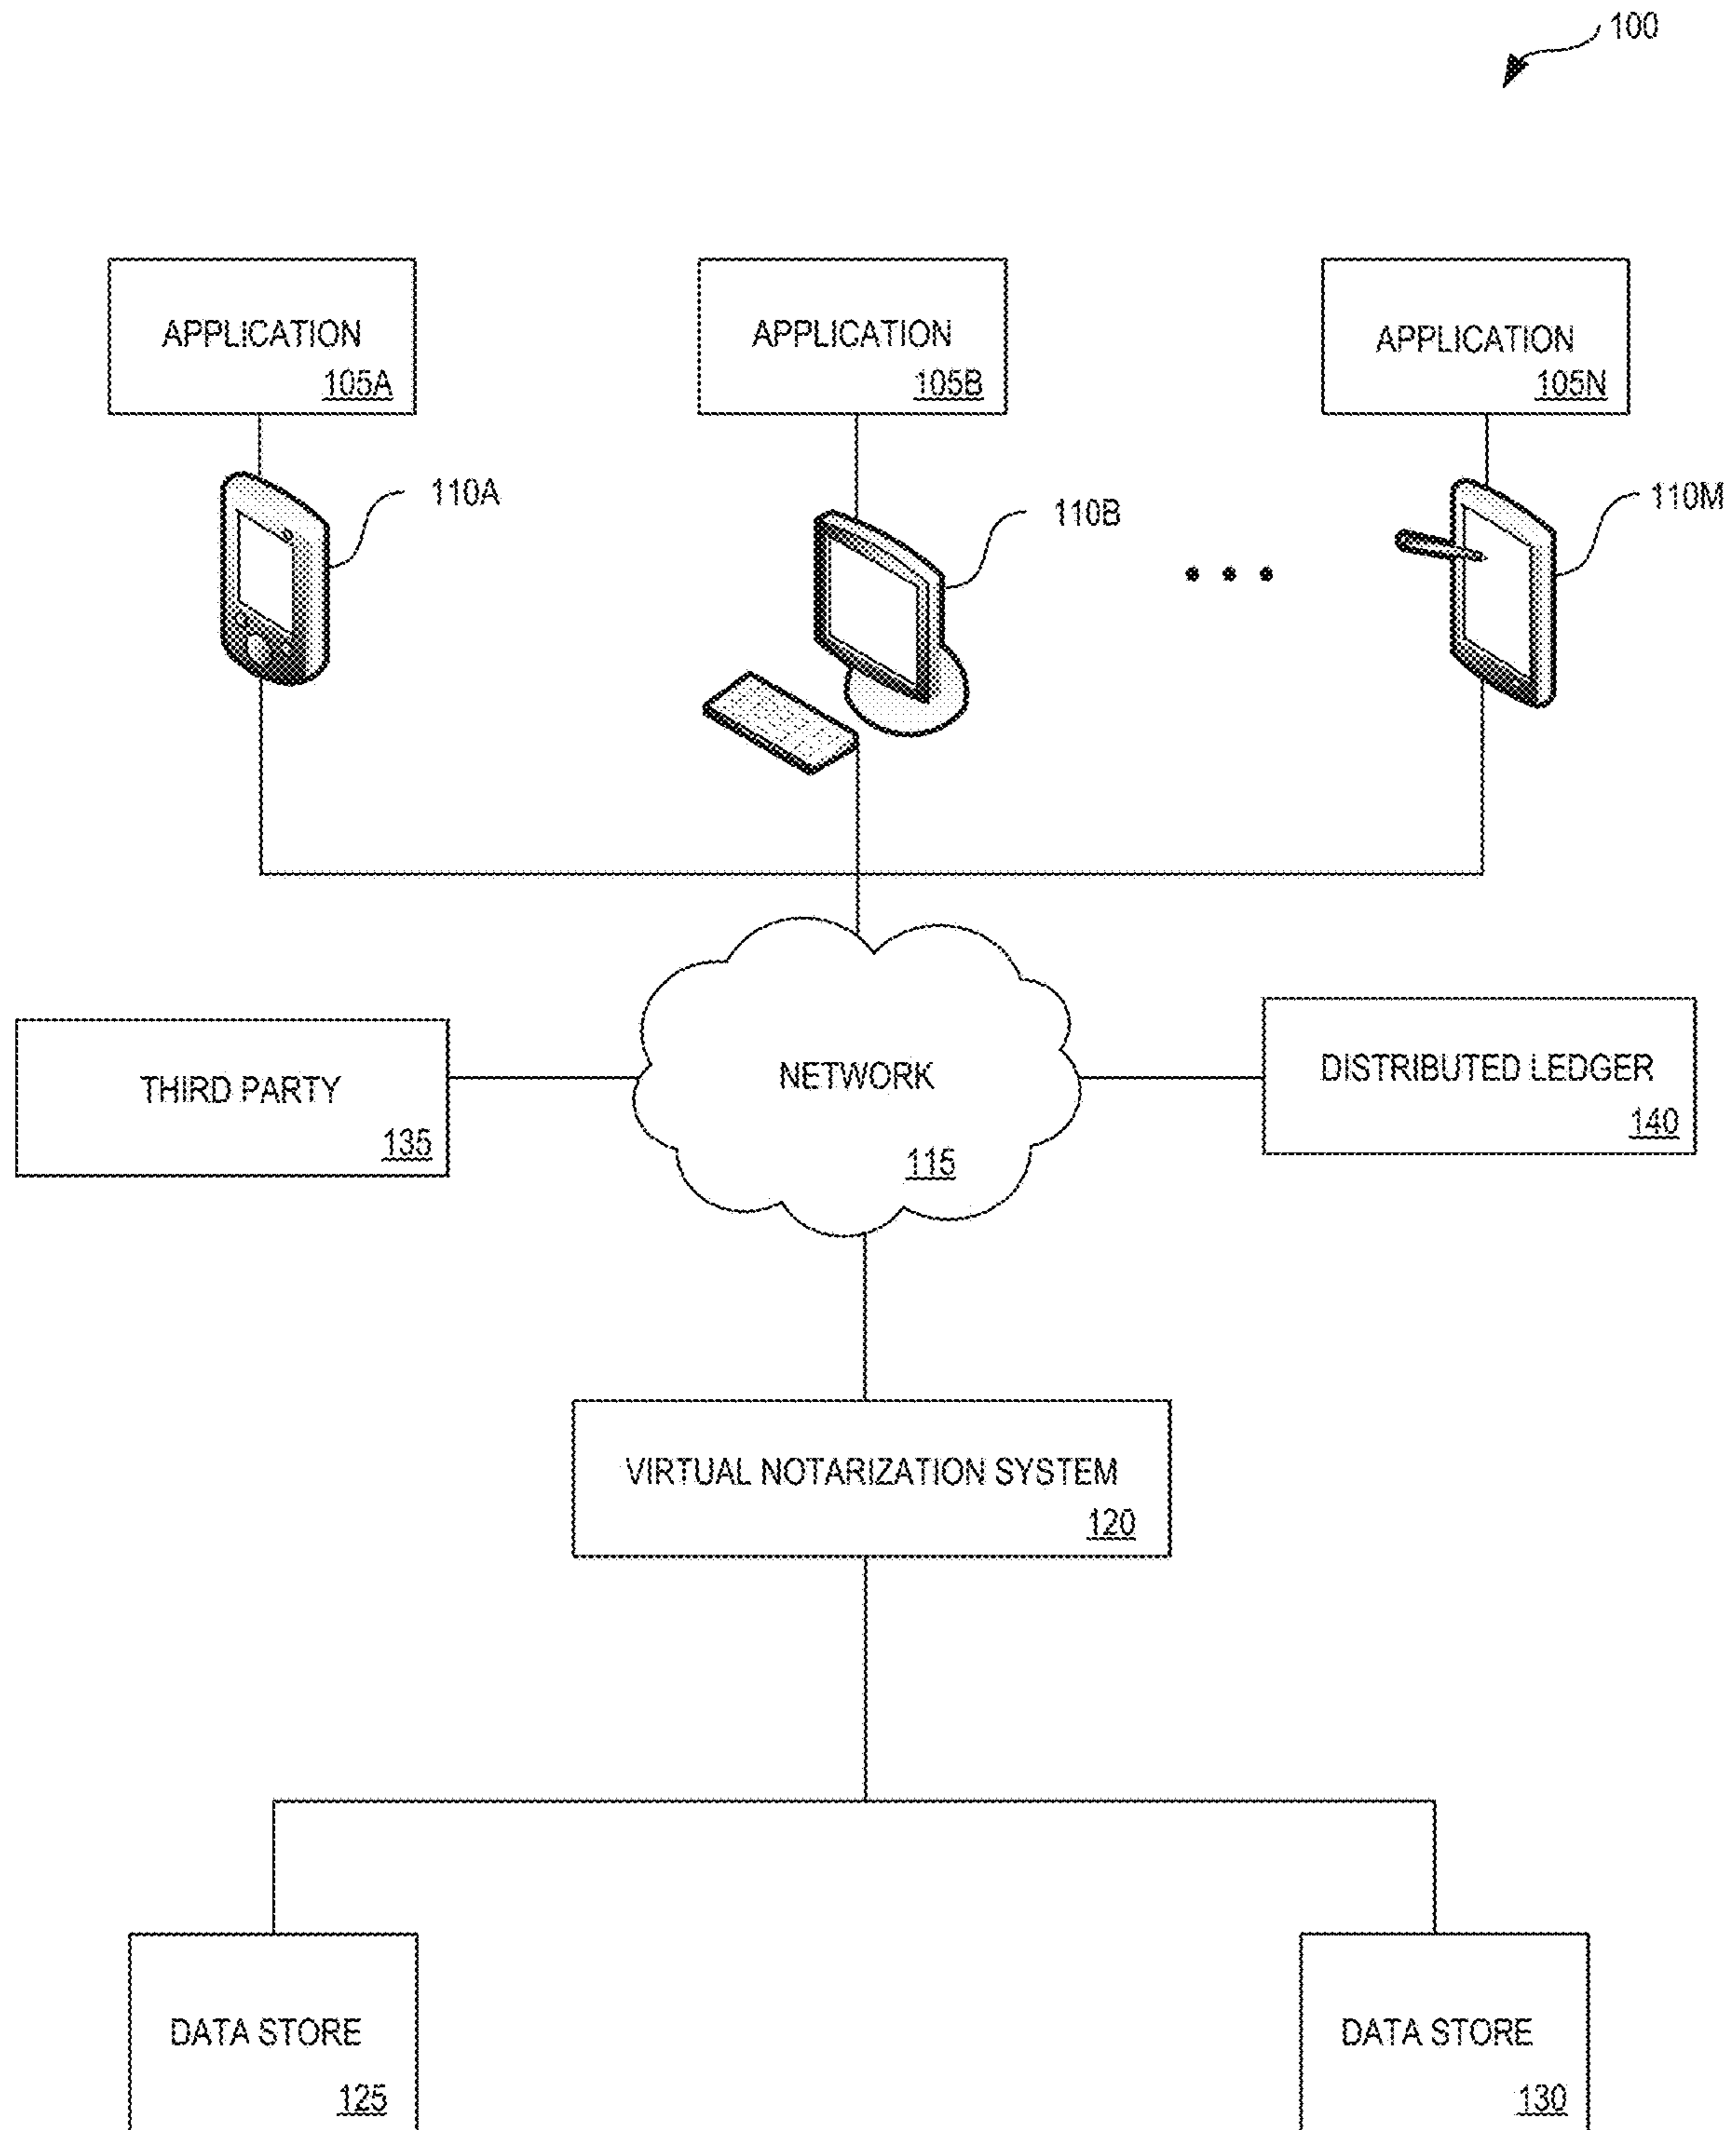 100
APPLICATION
105A
APPLICATION
105B
APPLICATION
105N
110A
110B
110M
THIRD PARTY
135
NETWORK
115
DISTRIBUTED LEDGER
140
VIRTUAL NOTARIZATION SYSTEM
120
DATA STORE
125
DATA STORE
130